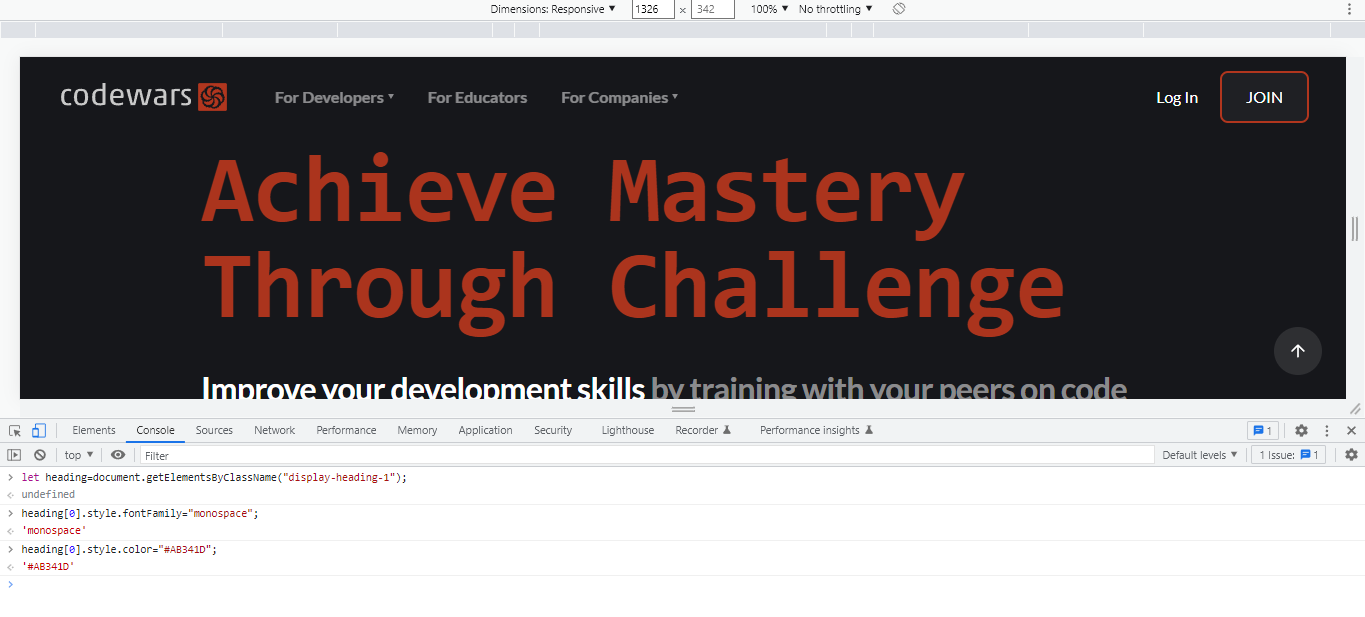 Dimensions: Responsive ▼ 1326 × 342 100% ▼ No throttling ▼
codewars For Developers ▾ For Educators For Companies ▾ Log In JOIN
Achieve Mastery
Through Challenge
Improve your development skills by training with your peers on code
Elements Console Sources Network Performance Memory Application Security Lighthouse Recorder Performance insights 1
top ▼ Filter Default levels ▼ 1 Issue: 1
let heading=document.getElementsByClassName("display-heading-1");
undefined
heading[0].style.fontFamily="monospace";
'monospace'
heading[0].style.color="#AB341D";
'#AB341D'